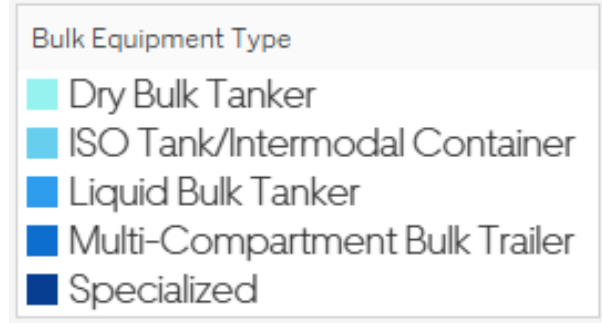 Bulk Equipment Type
Dry Bulk Tanker
ISO Tank/Intermodal Container
Liquid Bulk Tanker
Multi-Compartment Bulk Trailer
Specialized